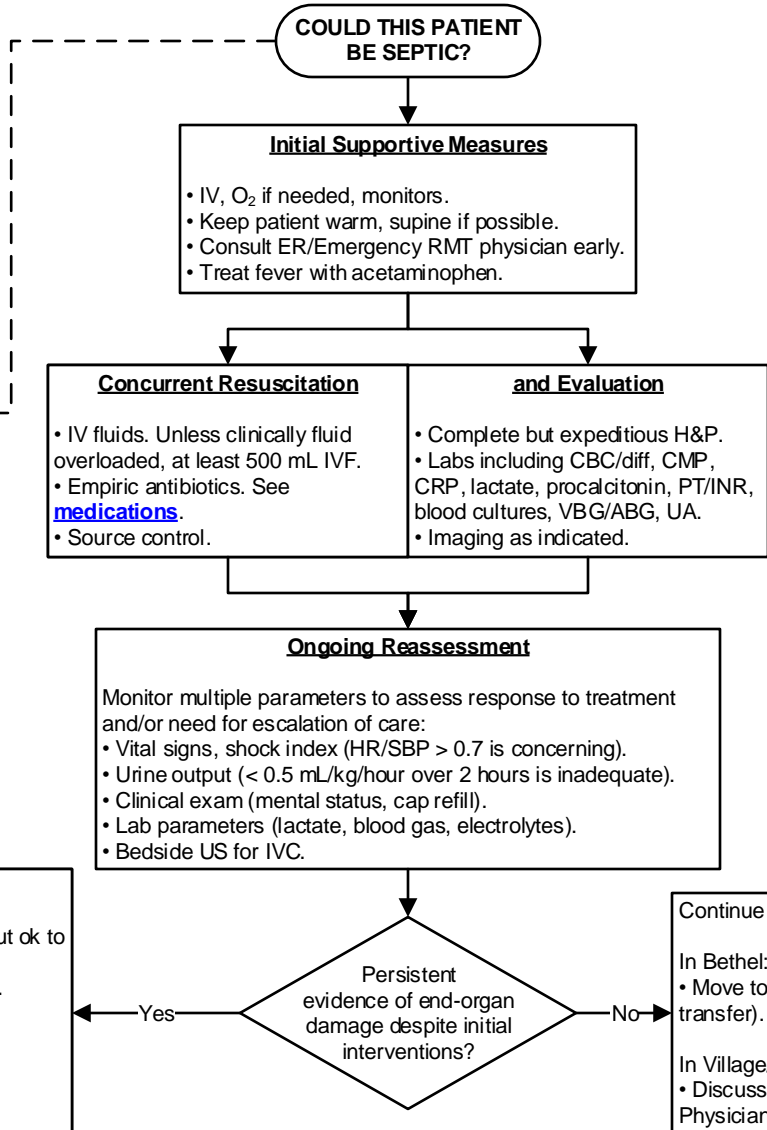 COULD THIS PATIENT
BE SEPTIC?
Initial Supportive Measures
• IV, O₂ if needed, monitors.
• Keep patient warm, supine if possible.
• Consult ER/Emergency RMT physician early.
• Treat fever with acetaminophen.
Concurrent Resuscitation
• IV fluids. Unless clinically fluid
overloaded, at least 500 mL IVF.
• Empiric antibiotics. See
medications.
• Source control.
and Evaluation
• Complete but expeditious H&P.
• Labs including CBC/diff, CMP,
CRP, lactate, procalcitonin, PT/INR,
blood cultures, VBG/ABG, UA.
• Imaging as indicated.
Ongoing Reassessment
Monitor multiple parameters to assess response to treatment
and/or need for escalation of care:
• Vital signs, shock index (HR/SBP > 0.7 is concerning).
• Urine output (< 0.5 mL/kg/hour over 2 hours is inadequate).
• Clinical exam (mental status, cap refill).
• Lab parameters (lactate, blood gas, electrolytes).
• Bedside US for IVC.
ok to
Yes
Persistent
evidence of end-organ
damage despite initial
interventions?
No
Continue
In Bethel:
• Move to
transfer).
In Village
• Discuss
Physician